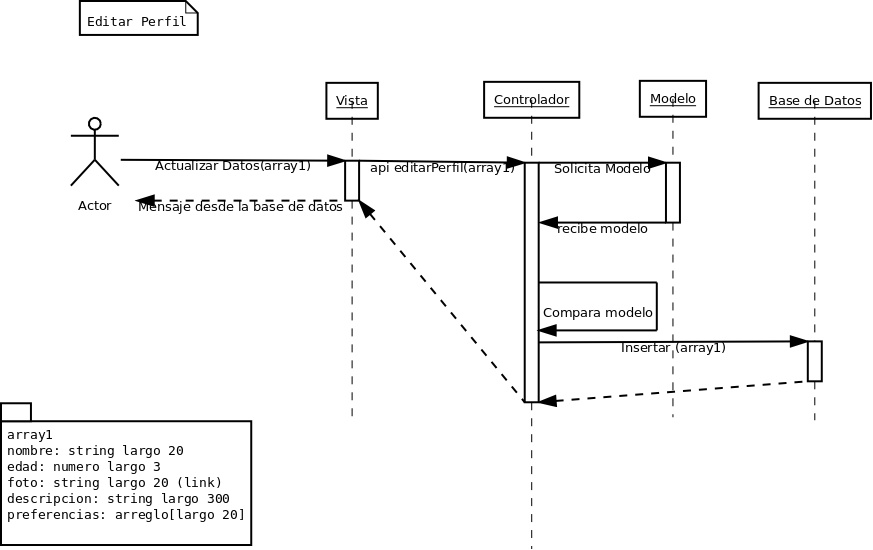 Editar Perfil
Vista
Controlador
Modelo
Base de Datos
Actualizar Datos(array1)
api editarPerfil(array1)
Solicita Modelo
Actor
Mensaje desde la base de datos
recibe modelo
Compara modelo
Insertar (array1)
array1
nombre: string largo 20
edad: numero largo 3
foto: string largo 20 (link)
descripcion: string largo 300
preferencias: arreglo[largo 20]